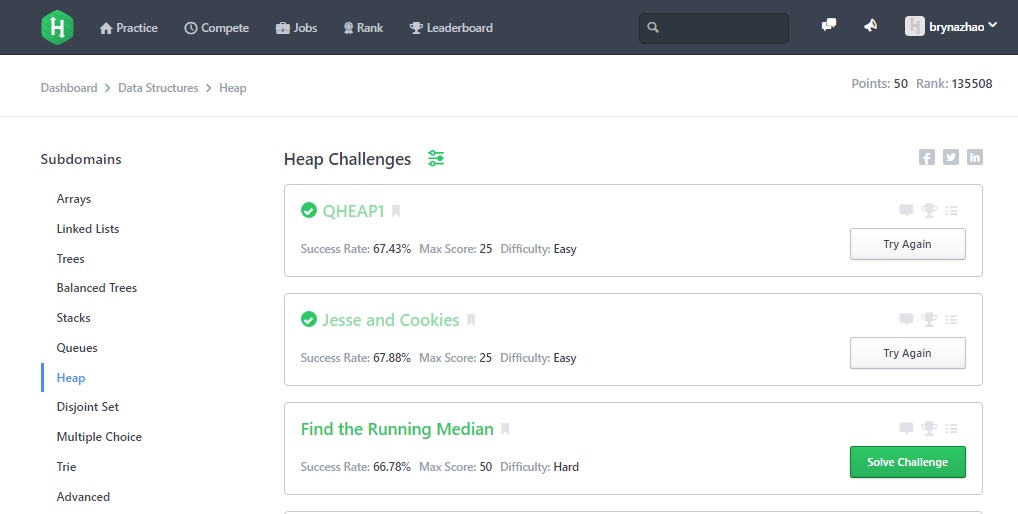 H Practice Compete Jobs Rank Leaderboard brynazhao
Dashboard > Data Structures > Heap Points: 50 Rank: 135508
Subdomains
Arrays
Linked Lists
Trees
Balanced Trees
Stacks
Queues
Heap
Disjoint Set
Multiple Choice
Trie
Advanced
Heap Challenges
QHEAP1
Success Rate: 67.43% Max Score: 25 Difficulty: Easy
Try Again
Jesse and Cookies
Success Rate: 67.88% Max Score: 25 Difficulty: Easy
Try Again
Find the Running Median
Success Rate: 66.78% Max Score: 50 Difficulty: Hard
Solve Challenge